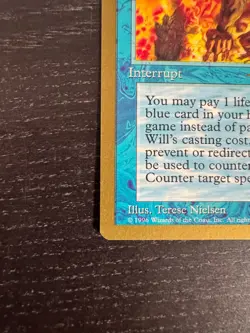 Interrupt
You may pay 1 life
blue card in your h
game instead of pa
Will's casting cost.
prevent or redirect
be used to counter
Counter target spe
Illus. Terese Nielsen
© 1996 Wizards of the Coast, Inc. All rights